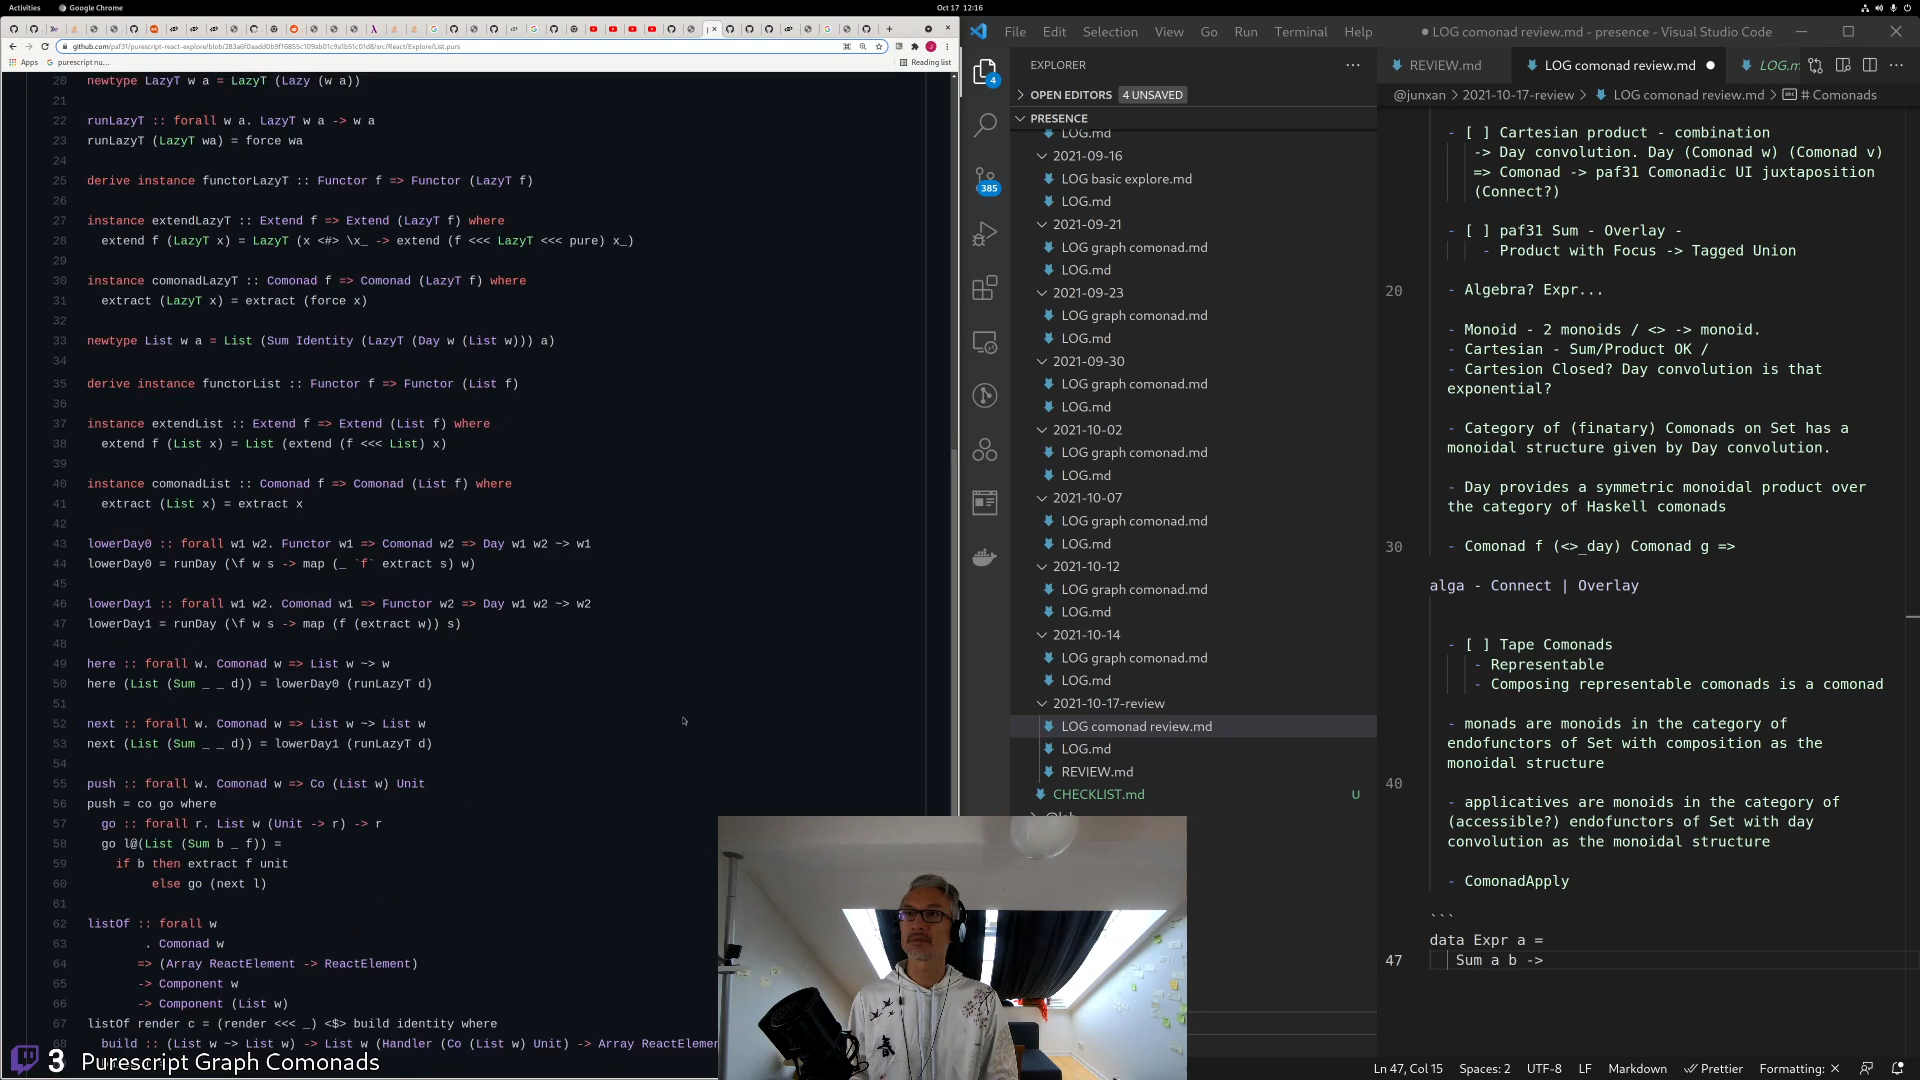 Activities
Google Chrome
Oct 17 12:16
github.com/paf31/purescript-react-explore/blob/283a6f0aadd0b9f16855c109ab01c9a1b51c01d8/src/React/Explore/List.purs
Apps
purescript nu...
Reading list
20 newtype LazyT w a = LazyT (Lazy (w a))
21
22 runLazyT :: forall w a. LazyT w a -> w a
23 runLazyT (LazyT wa) = force wa
24
25 derive instance functorLazyT :: Functor f => Functor (LazyT f)
26
27 instance extendLazyT :: Extend f => Extend (LazyT f) where
28 extend f (LazyT x) = LazyT (x <#> \x_ -> extend (f <<< LazyT <<< pure) x_)
29
30 instance comonadLazyT :: Comonad f => Comonad (LazyT f) where
31 extract (LazyT x) = extract (force x)
32
33 newtype List w a = List (Sum Identity (LazyT (Day w (List w))) a)
34
35 derive instance functorList :: Functor f => Functor (List f)
36
37 instance extendList :: Extend f => Extend (List f) where
38 extend f (List x) = List (extend (f <<< List) x)
39
40 instance comonadList :: Comonad f => Comonad (List f) where
41 extract (List x) = extract x
42
43 lowerDay0 :: forall w1 w2. Functor w1 => Comonad w2 => Day w1 w2 ~> w1
44 lowerDay0 = runDay (\f w s -> map (_ `f` extract s) w)
45
46 lowerDay1 :: forall w1 w2. Comonad w1 => Functor w2 => Day w1 w2 ~> w2
47 lowerDay1 = runDay (\f w s -> map (f (extract w)) s)
48
49 here :: forall w. Comonad w => List w ~> w
50 here (List (Sum _ _ d)) = lowerDay0 (runLazyT d)
51
52 next :: forall w. Comonad w => List w ~> List w
53 next (List (Sum _ _ d)) = lowerDay1 (runLazyT d)
54
55 push :: forall w. Comonad w => Co (List w) Unit
56 push = co go where
57 go :: forall r. List w (Unit -> r) -> r
58 go l@(List (Sum b _ f)) =
59 if b then extract f unit
60 else go (next l)
61
62 listOf :: forall w
63 . Comonad w
64 => (Array ReactElement -> ReactElement)
65 -> Component w
66 -> Component (List w)
67 listOf render c = (render <<< _) <$> build identity where
68 build :: (List w ~> List w) -> List w (Handler (Co (List w) Unit) -> Array ReactElemen
3 Purescript Graph Comonads
File Edit Selection View Go Run Terminal Help
● LOG comonad review.md - presence - Visual Studio Code
4
385
EXPLORER
OPEN EDITORS 4 UNSAVED
PRESENCE
LOG.md
2021-09-16
LOG basic explore.md
LOG.md
2021-09-21
LOG graph comonad.md
LOG.md
2021-09-23
LOG graph comonad.md
LOG.md
2021-09-30
LOG graph comonad.md
LOG.md
2021-10-02
LOG graph comonad.md
LOG.md
2021-10-07
LOG graph comonad.md
LOG.md
2021-10-12
LOG graph comonad.md
LOG.md
2021-10-14
LOG graph comonad.md
LOG.md
2021-10-17-review
LOG comonad review.md
LOG.md
REVIEW.md
CHECKLIST.md U
REVIEW.md
LOG comonad review.md ●
LOG.m
@junxan > 2021-10-17-review > LOG comonad review.md > # Comonads
- [ ] Cartesian product - combination
-> Day convolution. Day (Comonad w) (Comonad v)
=> Comonad -> paf31 Comonadic UI juxtaposition
(Connect?)
- [ ] paf31 Sum - Overlay -
- Product with Focus -> Tagged Union
20 - Algebra? Expr...
- Monoid - 2 monoids / <> -> monoid.
- Cartesian - Sum/Product OK /
- Cartesion Closed? Day convolution is that
exponential?
- Category of (finatary) Comonads on Set has a
monoidal structure given by Day convolution.
- Day provides a symmetric monoidal product over
the category of Haskell comonads
30 - Comonad f (<>_day) Comonad g =>
alga - Connect | Overlay
- [ ] Tape Comonads
- Representable
- Composing representable comonads is a comonad
- monads are monoids in the category of
endofunctors of Set with composition as the
monoidal structure
40
- applicatives are monoids in the category of
(accessible?) endofunctors of Set with day
convolution as the monoidal structure
- ComonadApply
```
data Expr a =
47 Sum a b ->
Ln 47, Col 15 Spaces: 2 UTF-8 LF Markdown Prettier Formatting: ×